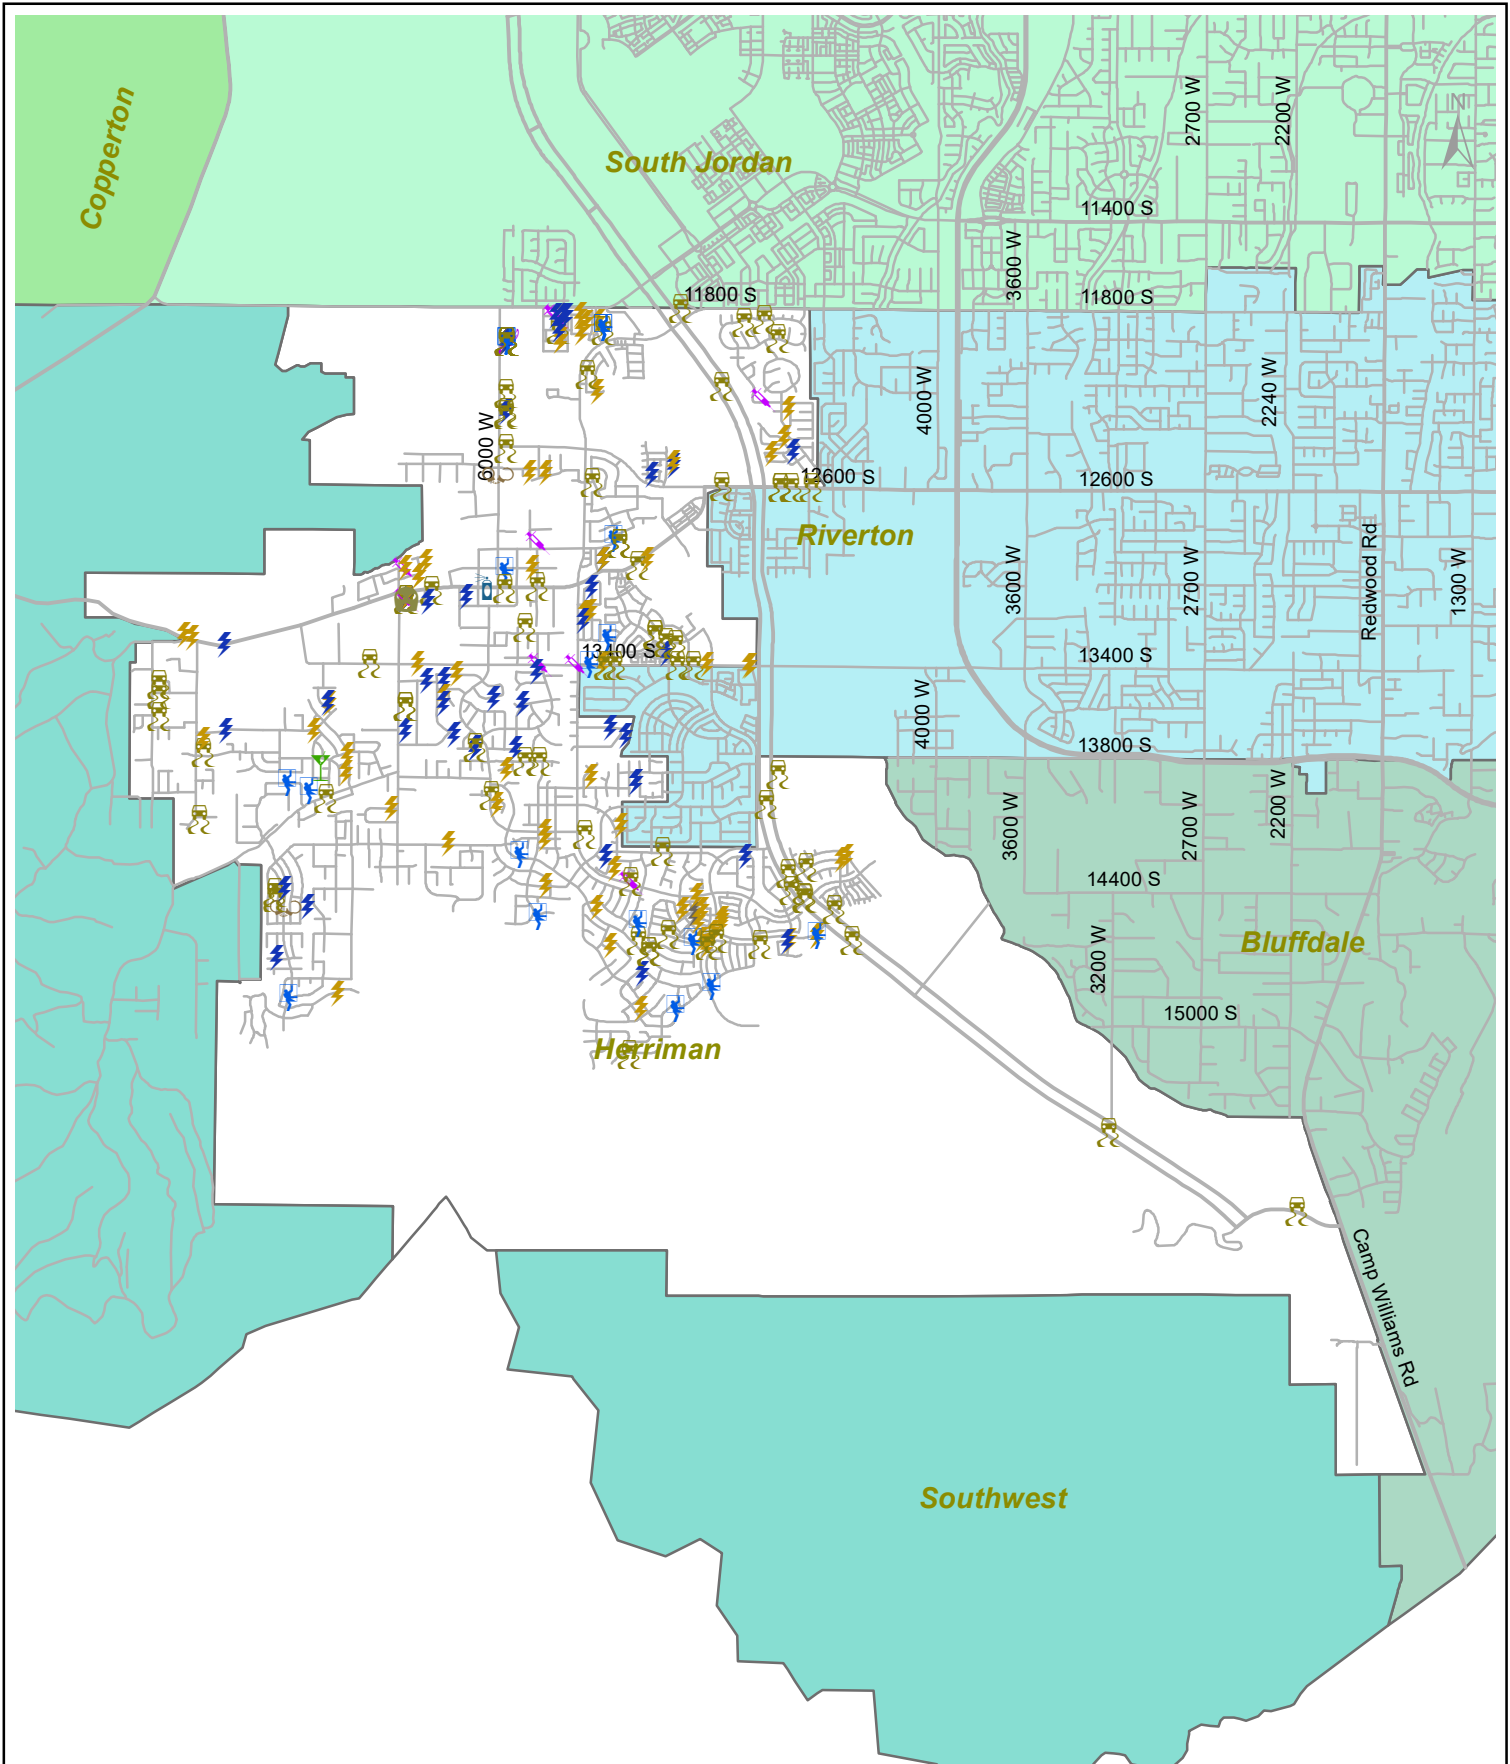 N
2700 W
2200 W
Copperton
South Jordan
11400 S
3600 W
11800 S
11800 S
4000 W
2240 W
6000 W
12600 S
12600 S
Riverton
Redwood Rd
3600 W
2700 W
1300 W
13400 S
13400 S
4000 W
13800 S
3600 W
2700 W
2200 W
14400 S
3200 W
Bluffdale
15000 S
Herriman
Camp Williams Rd
Southwest